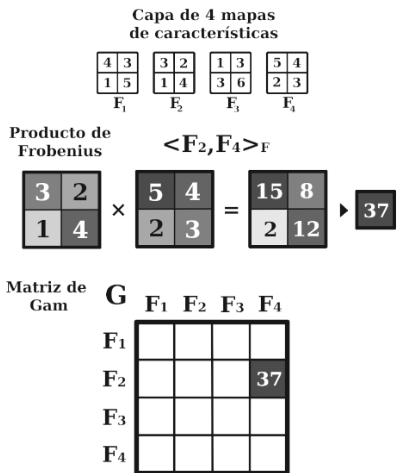 Capa de 4 mapas
de características
4 3 3 2 1 3 5 4
1 5 1 4 3 6 2 3
F1 F2 F3 F4
Producto de
Frobenius
<F2,F4>F
3 2 5 4 15 8
× = 37
1 4 2 3 2 12
Matriz de
Gam
G F1 F2 F3 F4
F1
F2 37
F3
F4